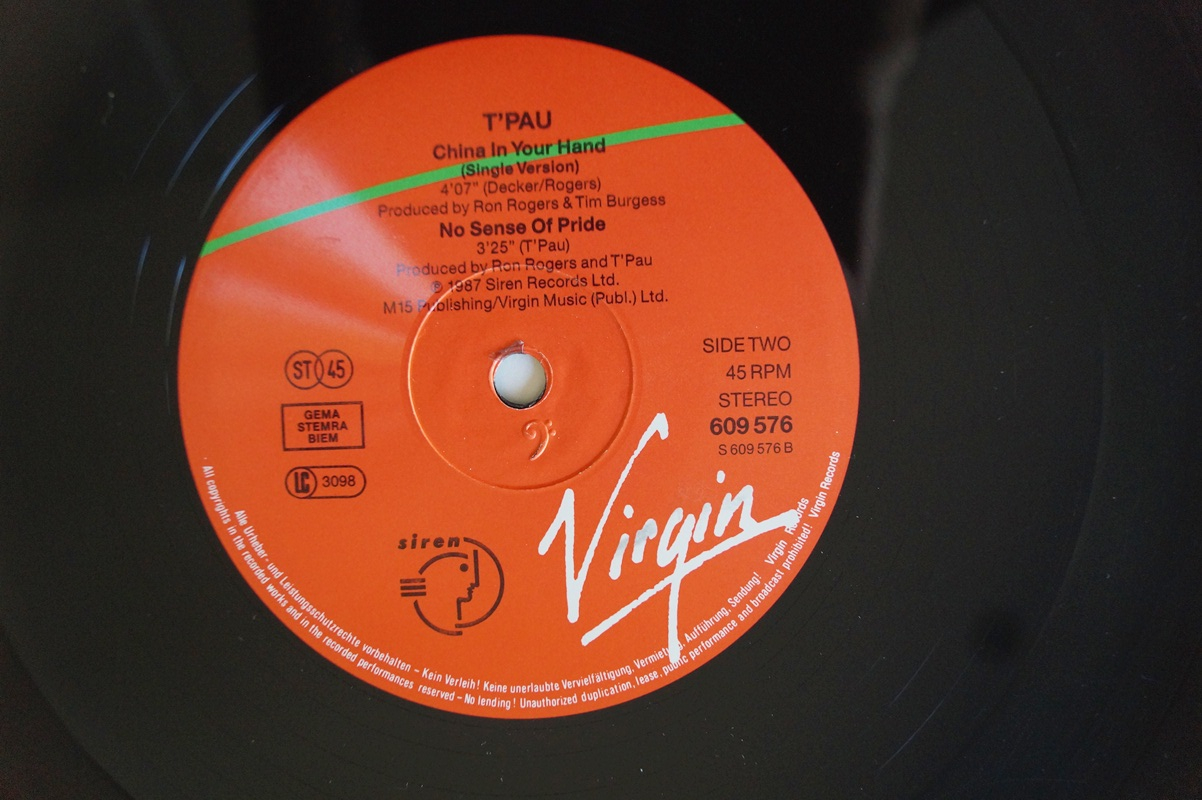 T'PAU
China In Your Hand
(Single Version)
4'07" (Decker/Rogers)
Produced by Ron Rogers & Tim Burgess
No Sense Of Pride
3'25" (T'Pau)
Produced by Ron Rogers and T'Pau
℗ 1987 Siren Records Ltd.
M15 Publishing/Virgin Music (Publ.) Ltd.
ST 45
GEMA
STEMRA
BIEM
LC 3098
SIDE TWO
45 RPM
STEREO
609 576
S 609 576 B
siren
Virgin
Alle Urheber- und Leistungsschutzrechte vorbehalten – Kein Verleih! Keine unerlaubte Vervielfältigung, Vermietung, Aufführung, Sendung! Virgin Records
All copyrights in the recorded works and in the recorded performances reserved – No lending! Unauthorized duplication, lease, public performance and broadcast prohibited! Virgin Records